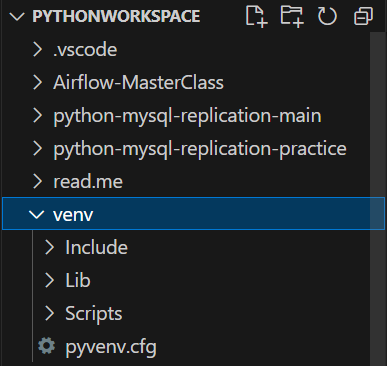 PYTHONWORKSPACE
.vscode
Airflow-MasterClass
python-mysql-replication-main
python-mysql-replication-practice
read.me
venv
Include
Lib
Scripts
pyvenv.cfg